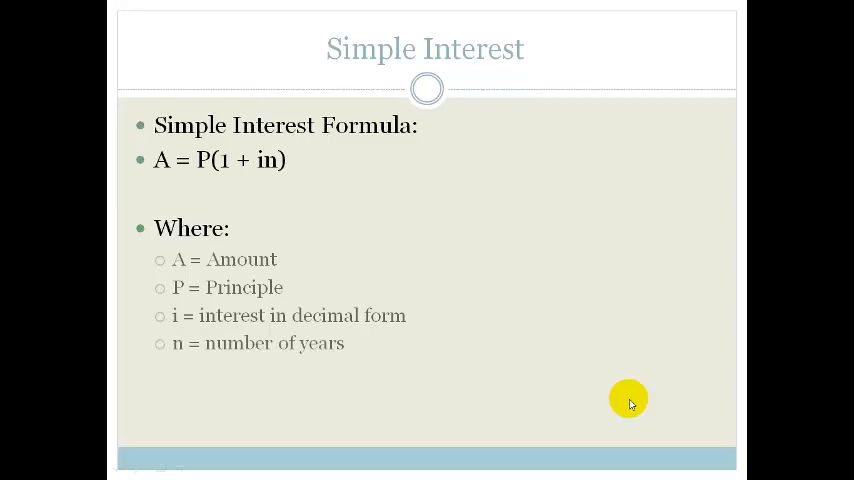 Simple Interest
Simple Interest Formula:
A = P(1 + in)
Where:
A = Amount
P = Principle
i = interest in decimal form
n = number of years